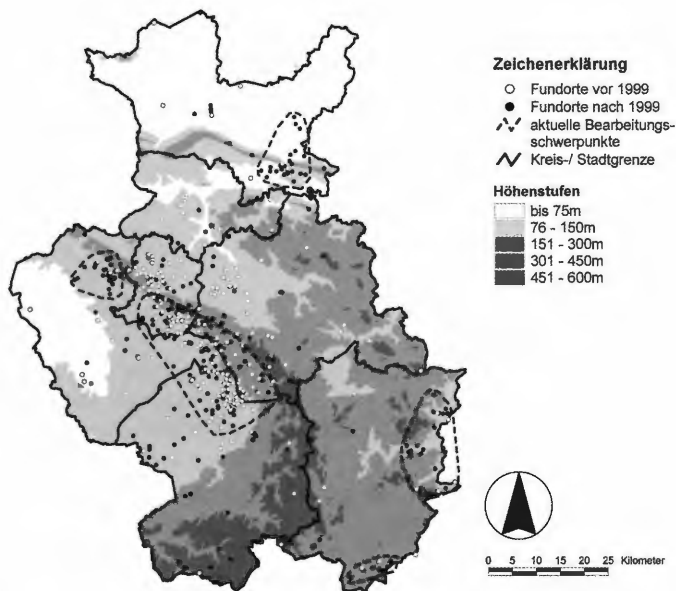 Zeichenerklärung
Fundorte vor 1999
Fundorte nach 1999
aktuelle Bearbeitungs-
schwerpunkte
Kreis-/ Stadtgrenze
Höhenstufen
bis 75m
76 - 150m
151 - 300m
301 - 450m
451 - 600m
0 5 10 15 20 25 Kilometer